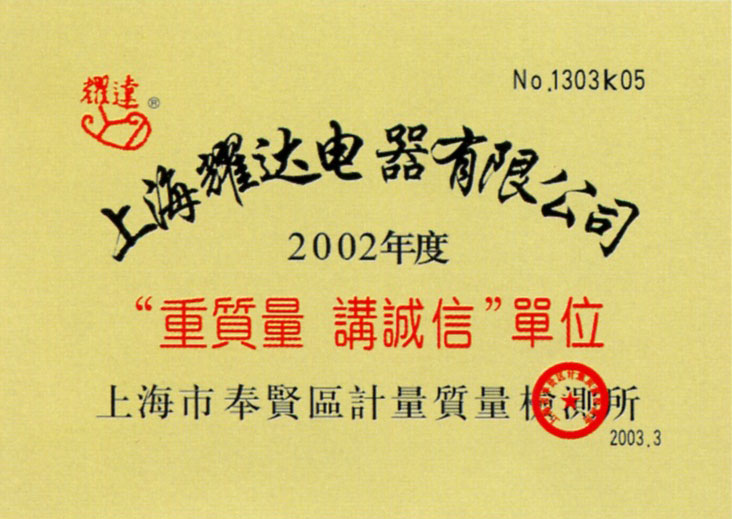 No.1303K05
耀達®
上海耀达电器有限公司
2002年度
“重質量 講誠信”單位
上海市奉賢區計量質量檢測所
2003.3